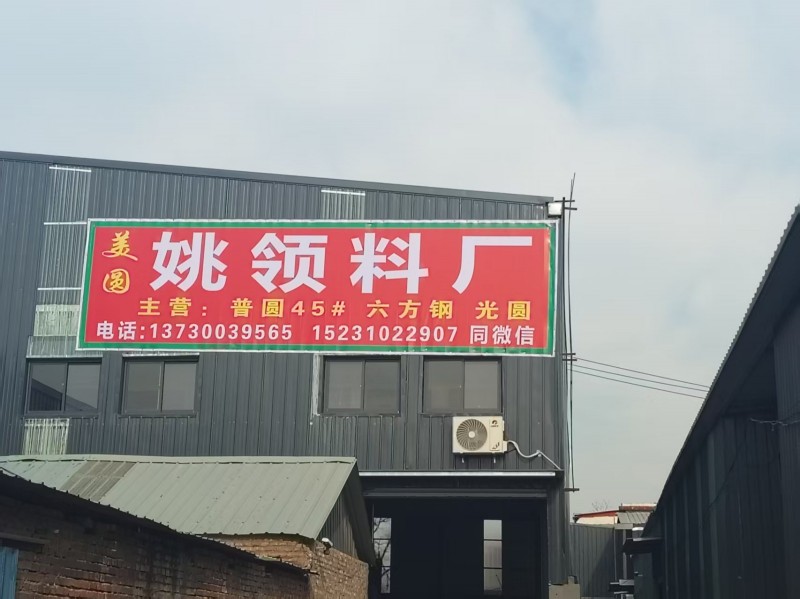 美圆
姚领料厂
主营：普圆45# 六方钢 光圆
电话:13730039565 15231022907 同微信